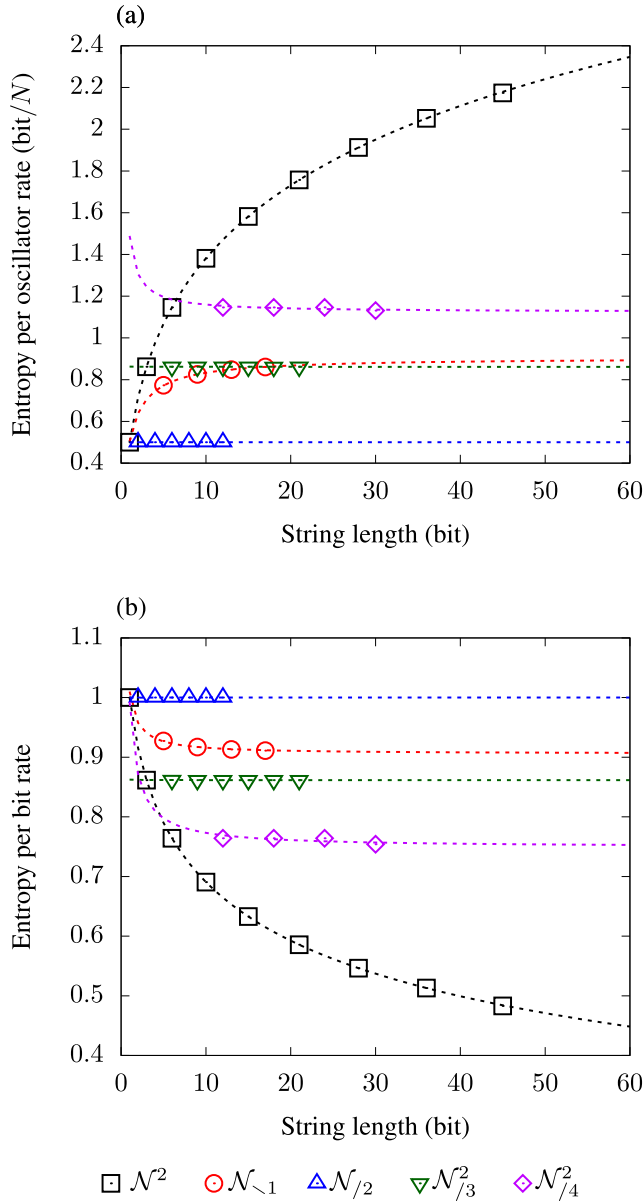 (a)
Entropy per oscillator rate (bit/N)
2.4
2.2
2
1.8
1.6
1.4
1.2
1
0.8
0.6
0.4
0 10 20 30 40 50 60
String length (bit)
(b)
Entropy per bit rate
1.1
1
0.9
0.8
0.7
0.6
0.5
0.4
0 10 20 30 40 50 60
String length (bit)
𝒩² 𝒩↘1 𝒩/2 𝒩²/3 𝒩²/4